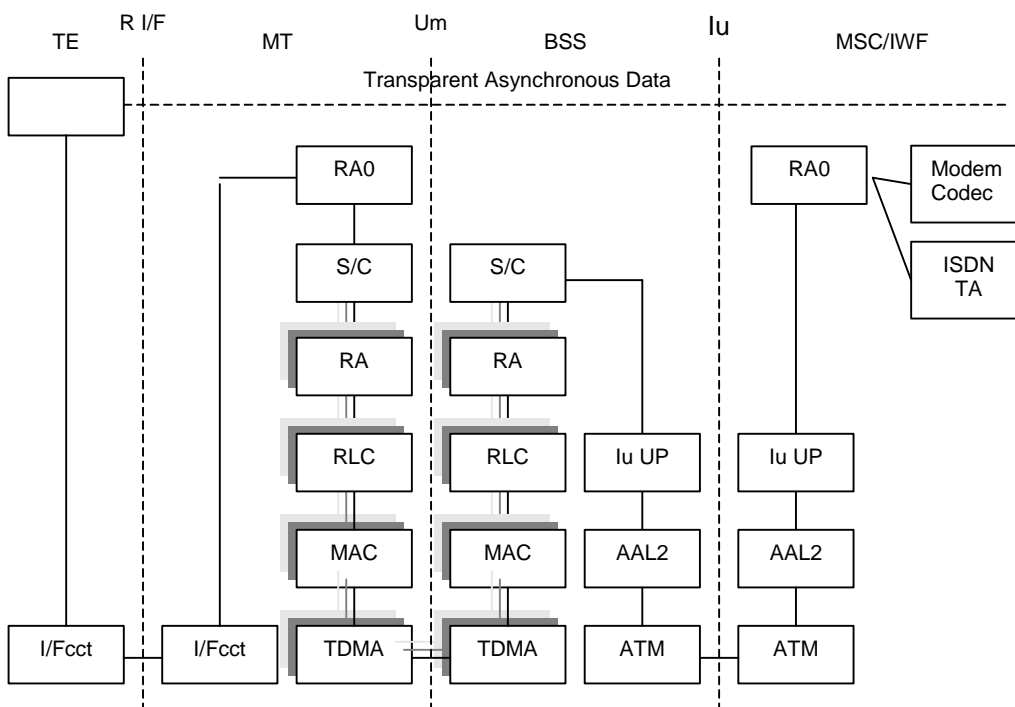 R I/F
Um
Iu
TE
MT
BSS
MSC/IWF
Transparent Asynchronous Data
RA0
RA0
Modem
Codec
S/C
S/C
ISDN
TA
RA
RA
RLC
RLC
Iu UP
Iu UP
MAC
MAC
AAL2
AAL2
I/Fcct
I/Fcct
TDMA
TDMA
ATM
ATM